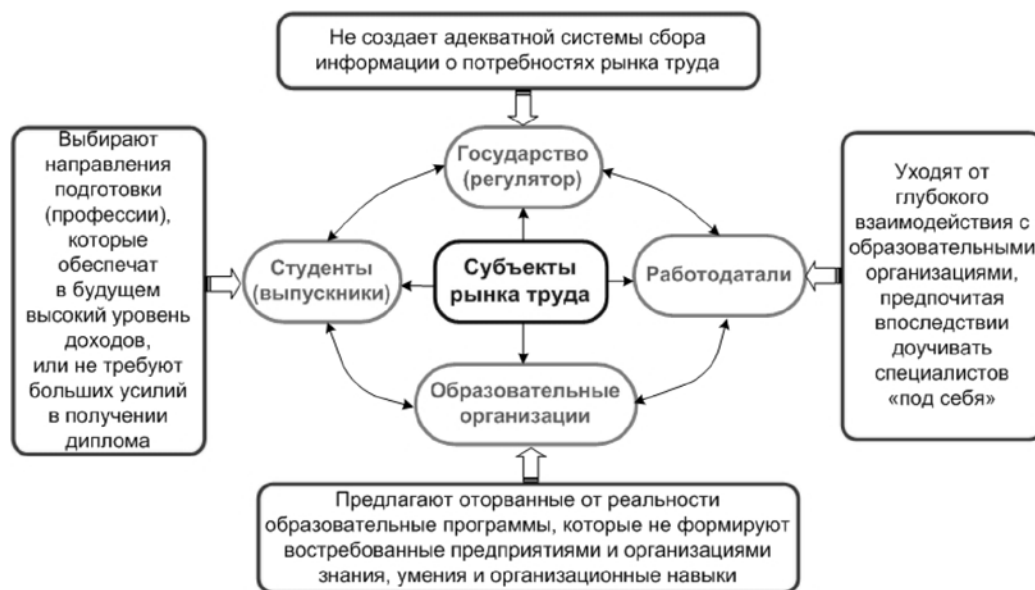 Не создает адекватной системы сбора
информации о потребностях рынка труда
Государство
(регулятор)
Выбирают
направления
подготовки
(профессии),
которые
обеспечат
в будущем
высокий уровень
доходов,
или не требуют
больших усилий
в получении
диплома
Студенты
(выпускники)
Субъекты
рынка труда
Работодатали
Уходят от
глубокого
взаимодействия с
образовательными
организациями,
предпочитая
впоследствии
доучивать
специалистов
«под себя»
Образовательные
организации
Предлагают оторванные от реальности
образовательные программы, которые не формируют
востребованные предприятиями и организациями
знания, умения и организационные навыки